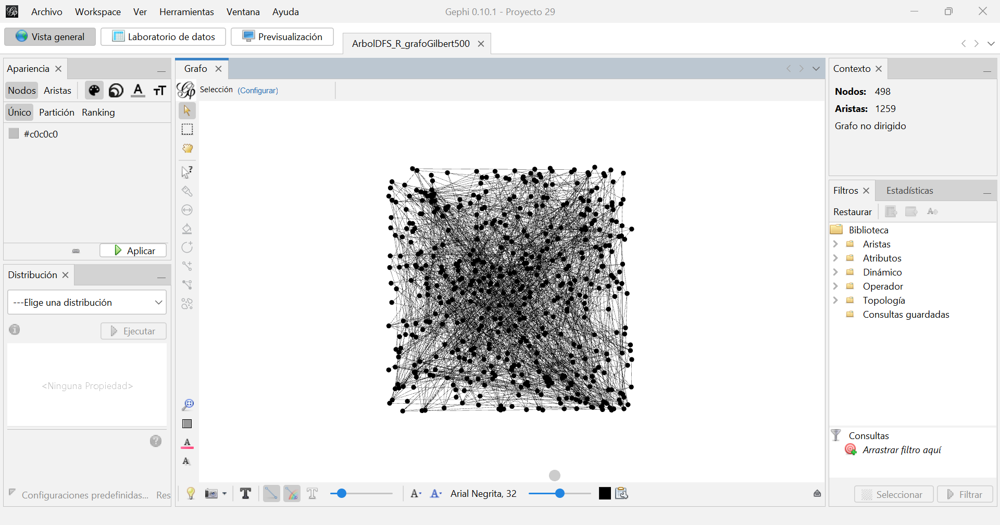 Archivo Workspace Ver Herramientas Ventana Ayuda
Gephi 0.10.1 - Proyecto 29
Vista general
Laboratorio de datos
Previsualización
ArbolDFS_R_grafoGilbert500
Apariencia
Nodos Aristas
Único Partición Ranking
#c0c0c0
Aplicar
Distribución
---Elige una distribución
Ejecutar
<Ninguna Propiedad>
Configuraciones predefinidas... Res
Grafo
Selección (Configurar)
Arial Negrita, 32
Contexto
Nodos: 498
Aristas: 1259
Grafo no dirigido
Filtros
Estadísticas
Restaurar
Biblioteca
Aristas
Atributos
Dinámico
Operador
Topología
Consultas guardadas
Consultas
Arrastrar filtro aquí
Seleccionar
Filtrar